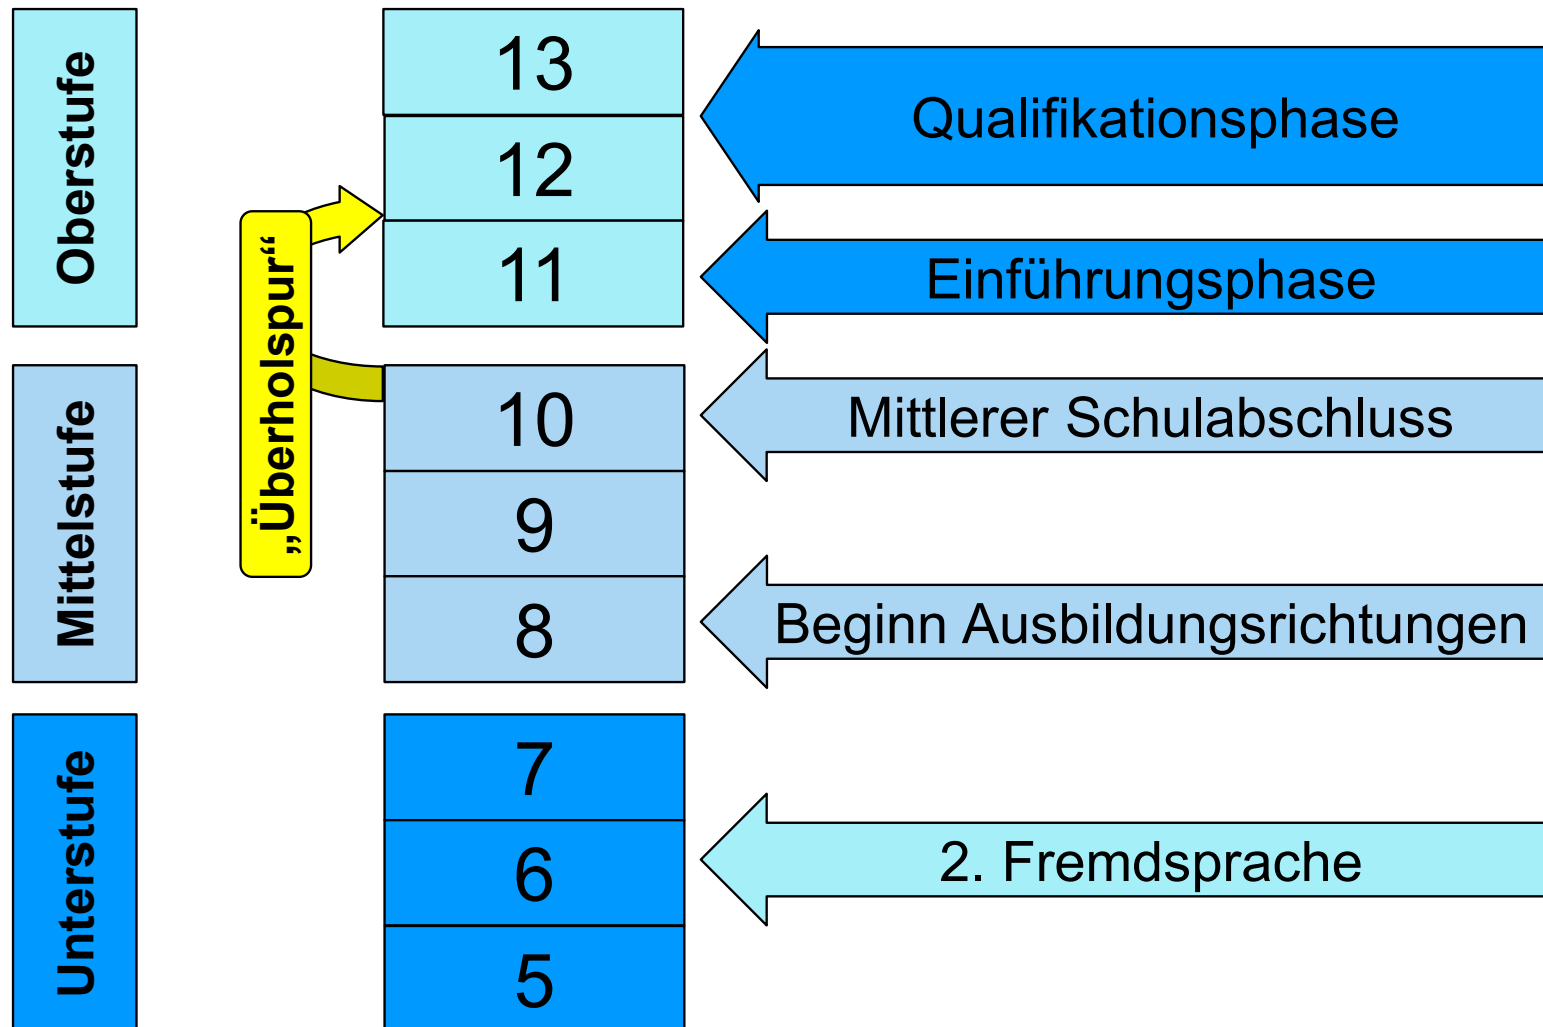 Oberstufe
13
12
11
Qualifikationsphase
Einführungsphase
„Überholspur“
Mittelstufe
10
9
8
Mittlerer Schulabschluss
Beginn Ausbildungsrichtungen
Unterstufe
7
6
5
2. Fremdsprache